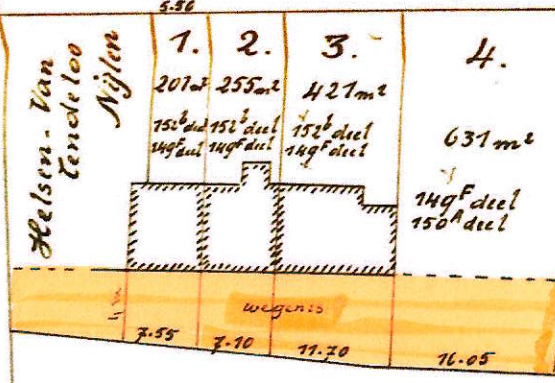 5.56
Helsen-Van
Tendeloo
Nijlen
1.
201m²
152ᵇ deel
149ᶠ deel
2.
255m²
152ᵇ deel
149ᶠ deel
3.
421m²
152ᵇ deel
149ᶠ deel
4.
631m²
149ᶠ deel
150ᴬ deel
wegenis
7.55
7.10
11.70
16.05